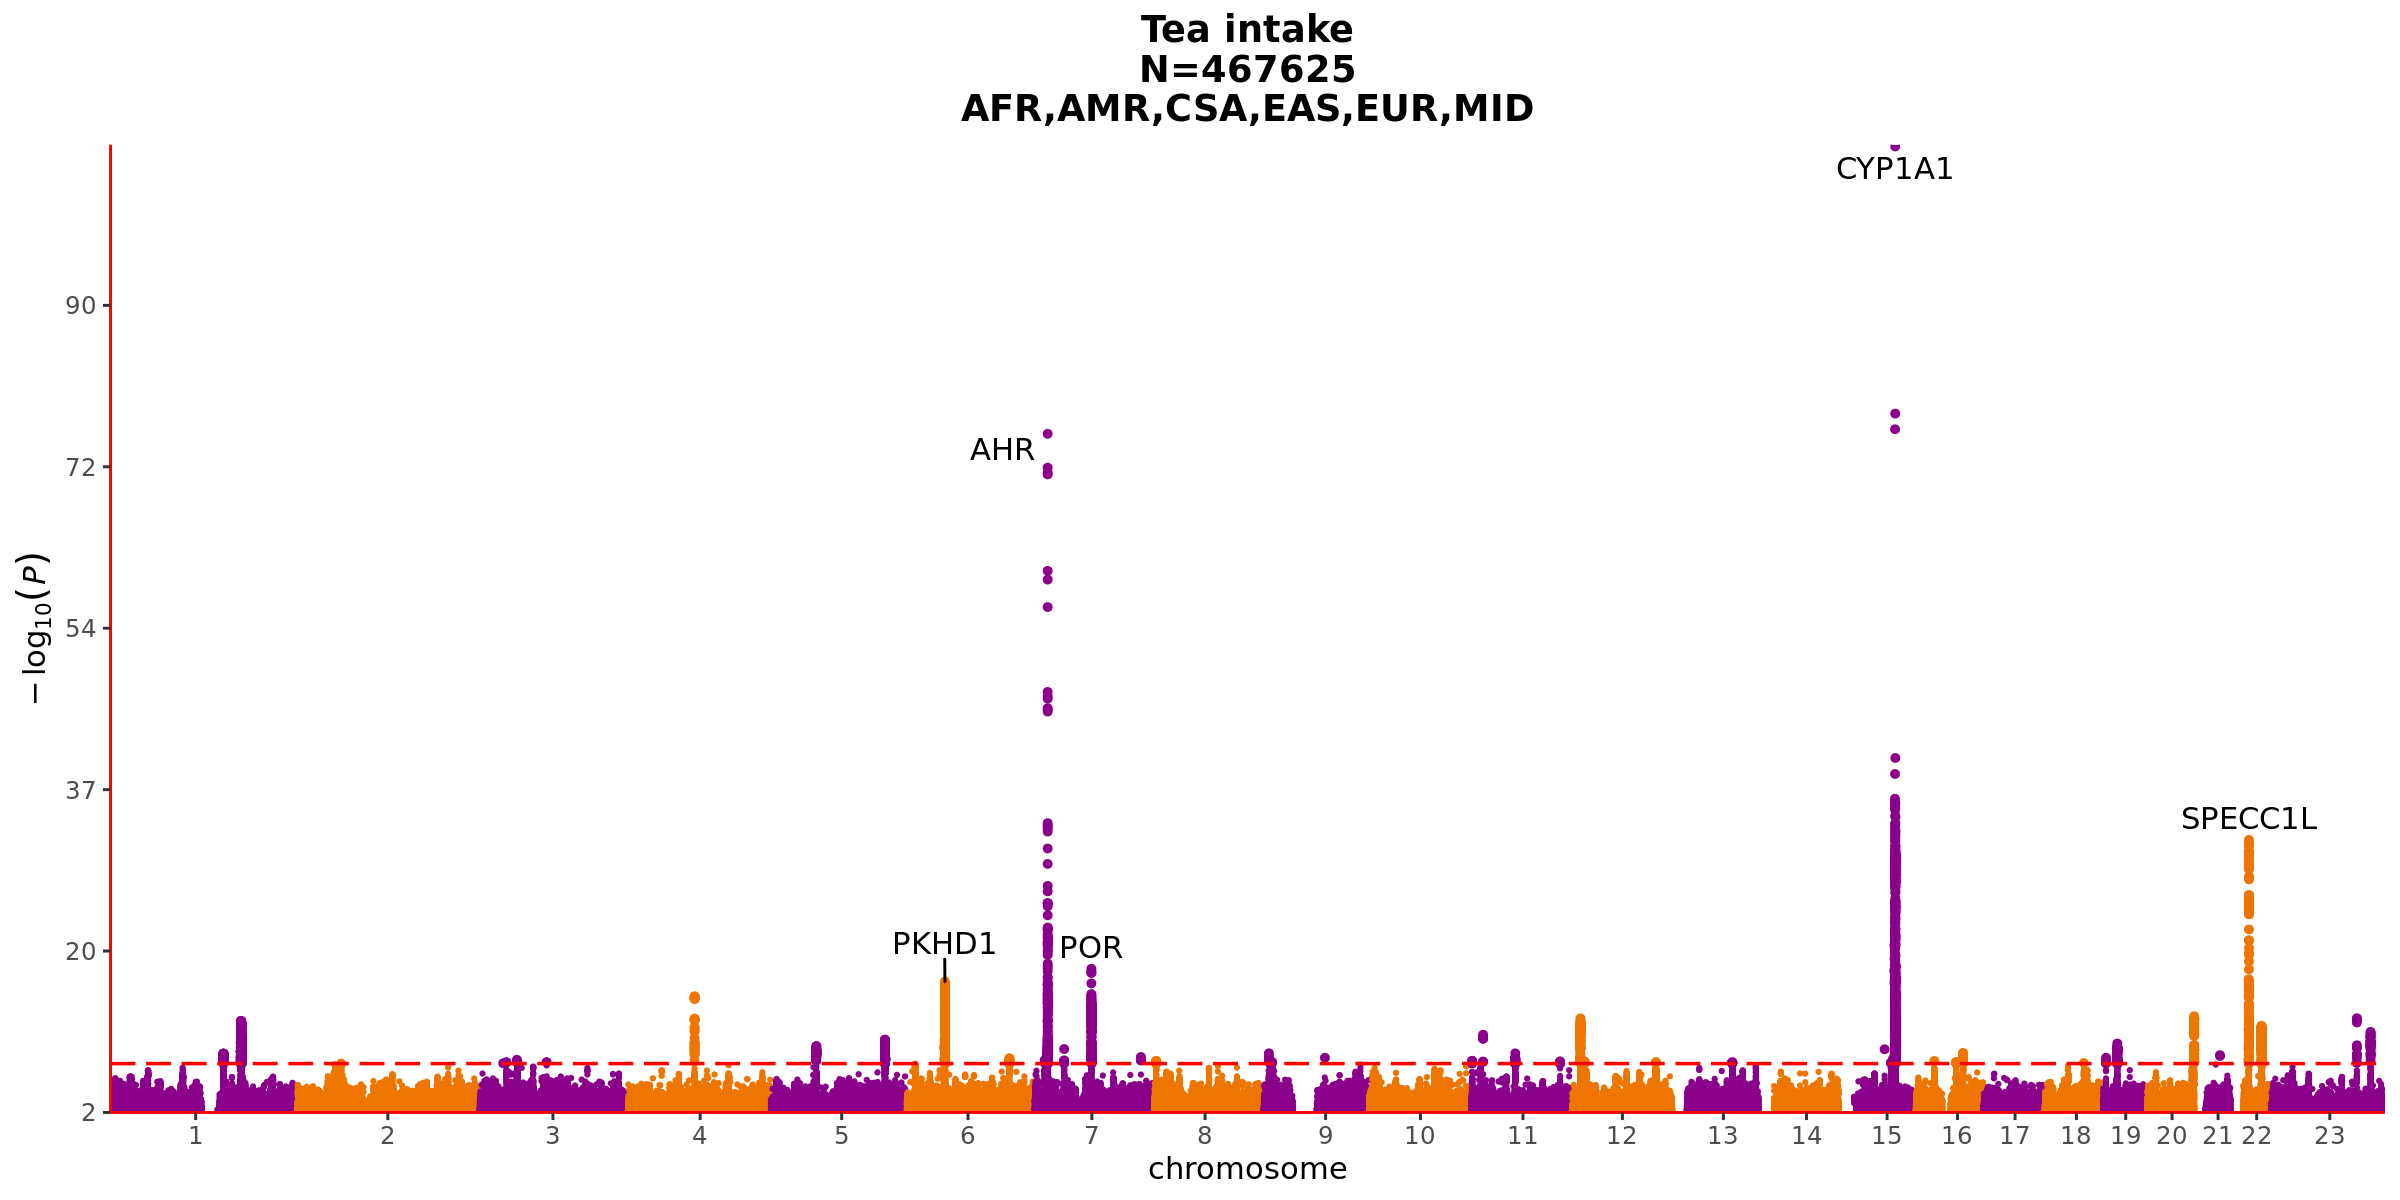 Tea intake
N=467625
AFR,AMR,CSA,EAS,EUR,MID
CYP1A1
90
AHR
72
−log10(P)
54
37
SPECC1L
20
PKHD1
POR
2
1 2 3 4 5 6 7 8 9 10 11 12 13 14 15 16 17 18 19 20 21 22 23
chromosome